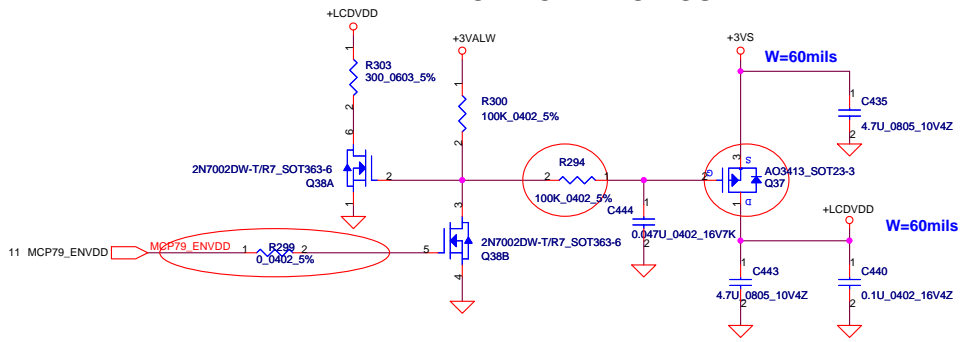 +LCDVDD
+3VALW
+3VS
W=60mils
1
R303
300_0603_5%
2
1
R300
100K_0402_5%
2
1
C435
4.7U_0805_10V4Z
2
6
2N7002DW-T/R7_SOT363-6
Q38A
2
1
R294
2
1
100K_0402_5%
3
S
2
G
AO3413_SOT23-3
Q37
D
1
C444
1
0.047U_0402_16V7K
2
+LCDVDD
W=60mils
3
11 MCP79_ENVDD
MCP79_ENVDD
1
R299
2
0_0402_5%
5
2N7002DW-T/R7_SOT363-6
Q38B
4
1
C443
4.7U_0805_10V4Z
2
1
C440
0.1U_0402_16V4Z
2